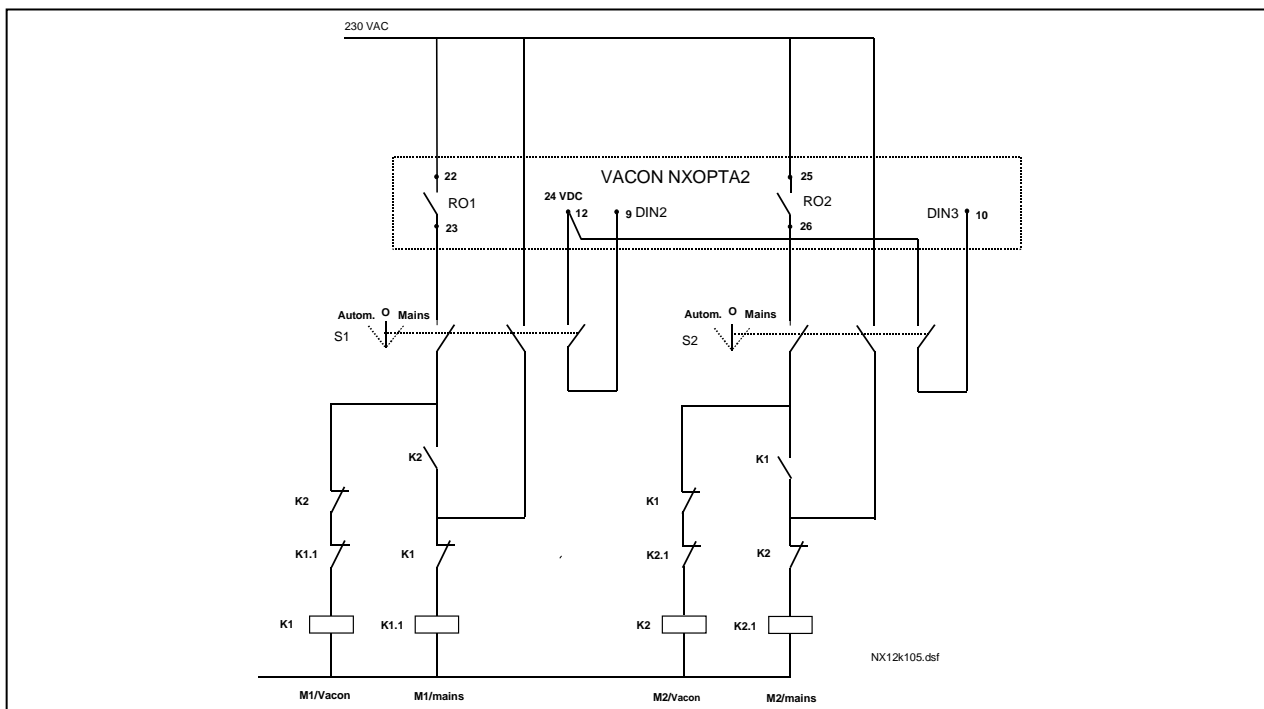 230 VAC
VACON NXOPTA2
22
RO1
23
24 VDC
12
9 DIN2
25
RO2
26
DIN3
10
Autom. O Mains
S1
Autom. O Mains
S2
K2
K2
K1.1
K1
K1
K1.1
K1
K1
K2.1
K2
K2
K2.1
NX12k105.dsf
M1/Vacon
M1/mains
M2/Vacon
M2/mains